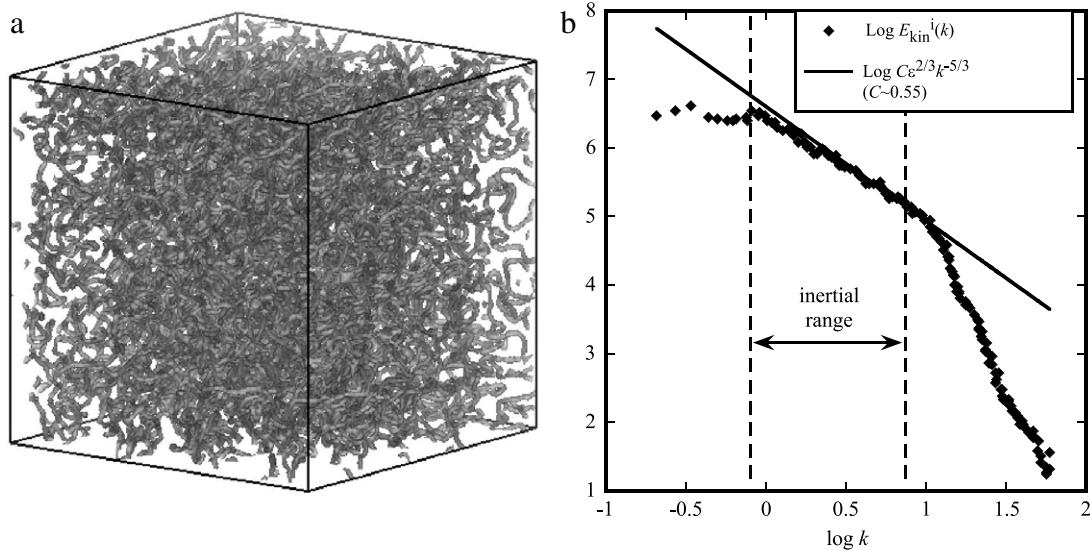 a
b
8
7
6
5
4
3
2
1
Log E_kin^i(k)
Log Cε^2/3 k^-5/3
(C~0.55)
inertial
range
-1 -0.5 0 0.5 1 1.5 2
log k